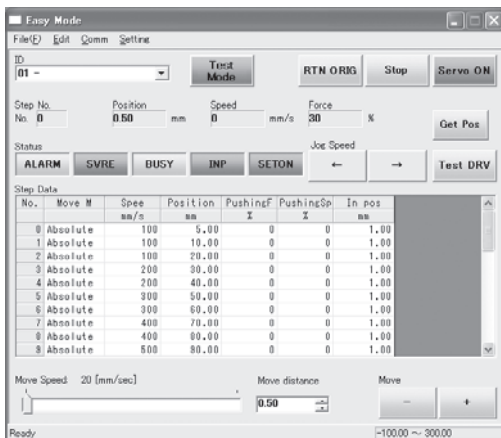 Easy Mode
File(F) Edit Comm Setting
ID
01 -
Test Mode
RTN ORIG Stop Servo ON
Step No. Position Speed Force
No. 0 0.50 mm 0 mm/s 30 %
Get Pos
Status Jog Speed
ALARM SVRE BUSY INP SETON ← → Test DRV
Step Data
No. Move M Spee Position PushingF PushingSp In pos
mm/s mm % % mm
0 Absolute 100 5.00 0 0 1.00
1 Absolute 100 10.00 0 0 1.00
2 Absolute 100 20.00 0 0 1.00
3 Absolute 200 30.00 0 0 1.00
4 Absolute 200 40.00 0 0 1.00
5 Absolute 300 50.00 0 0 1.00
6 Absolute 300 60.00 0 0 1.00
7 Absolute 400 70.00 0 0 1.00
8 Absolute 400 80.00 0 0 1.00
9 Absolute 500 90.00 0 0 1.00
Move Speed 20 [mm/sec] Move distance Move
0.50 - +
Ready -100.00 ~ 300.00